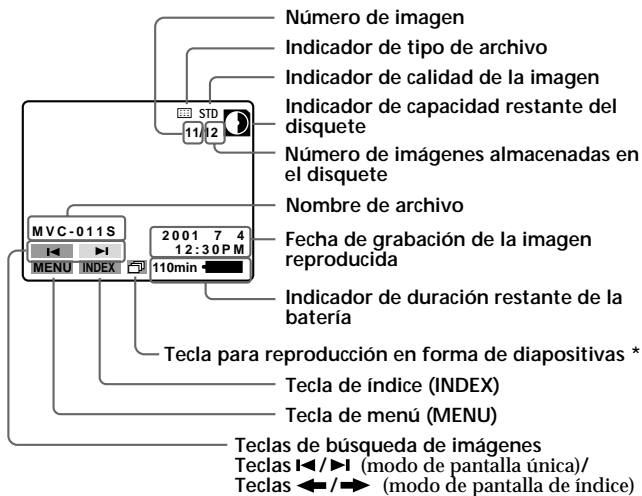 Número de imagen
Indicador de tipo de archivo
Indicador de calidad de la imagen
Indicador de capacidad restante del
disquete
Número de imágenes almacenadas en
el disquete
Nombre de archivo
Fecha de grabación de la imagen
reproducida
Indicador de duración restante de la
batería
Tecla para reproducción en forma de diapositivas *
Tecla de índice (INDEX)
Tecla de menú (MENU)
Teclas de búsqueda de imágenes
Teclas I◄/►I (modo de pantalla única)/
Teclas ←/→ (modo de pantalla de índice)
STD
11/12
MVC-011S
I◄ ►I
MENU INDEX
2001 7 4
12:30PM
110min